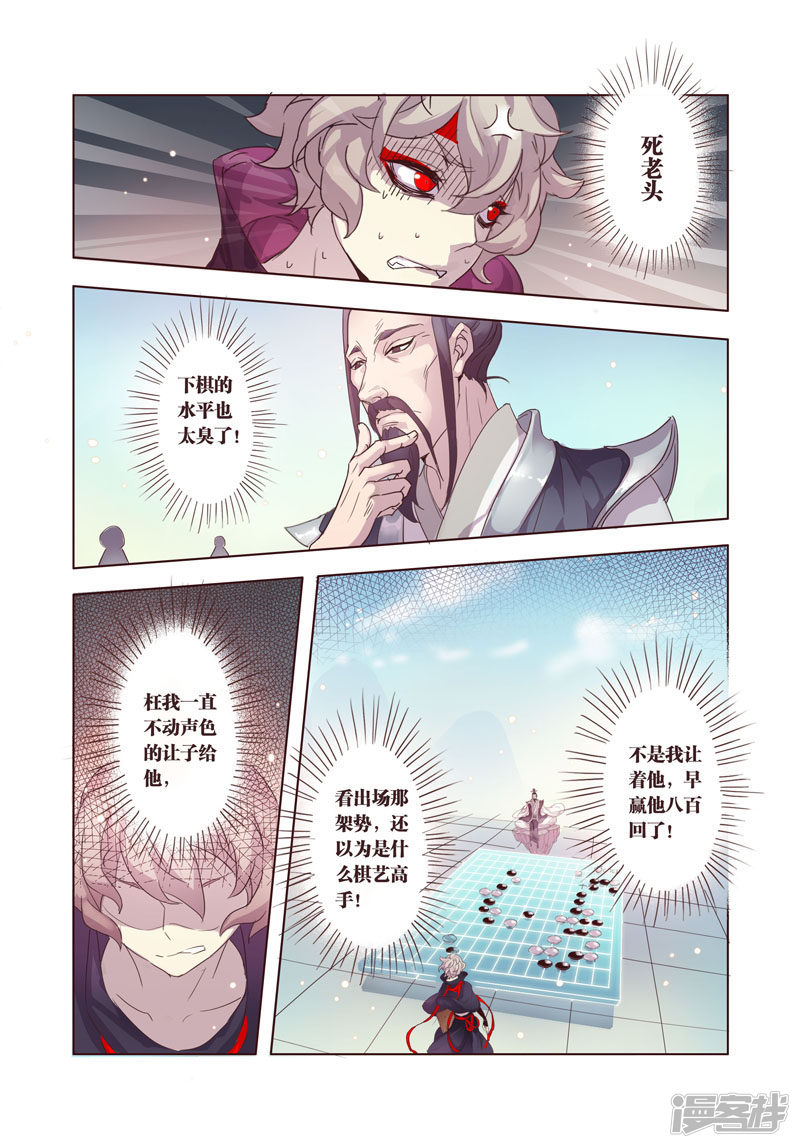 死老头
下棋的
水平也
太臭了！
枉我一直
不动声色
的让子给
他，
看出场那
架势，还
以为是什
么棋艺高
手！
不是我让
着他，早
赢他八百
回了！
漫客栈